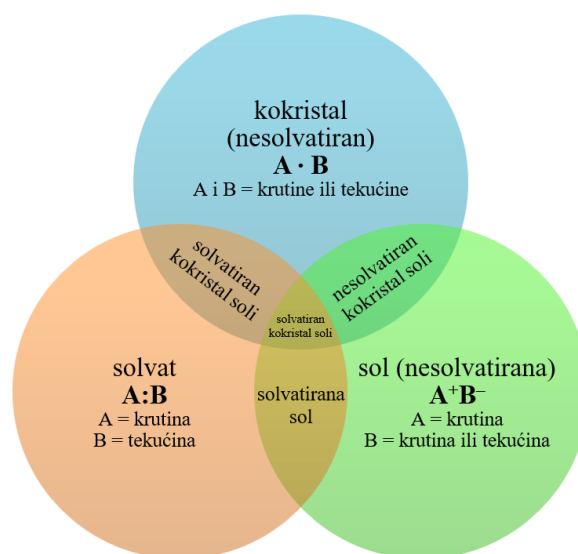 kokristal
(nesolvatiran)
A · B
A i B = krutine ili tekućine
solvatiran
kokristal soli
nesolvatiran
kokristal soli
solvatiran
kokristal soli
solvat
A:B
A = krutina
B = tekućina
solvatirana
sol
sol (nesolvatirana)
A⁺B⁻
A = krutina
B = krutina ili tekućina